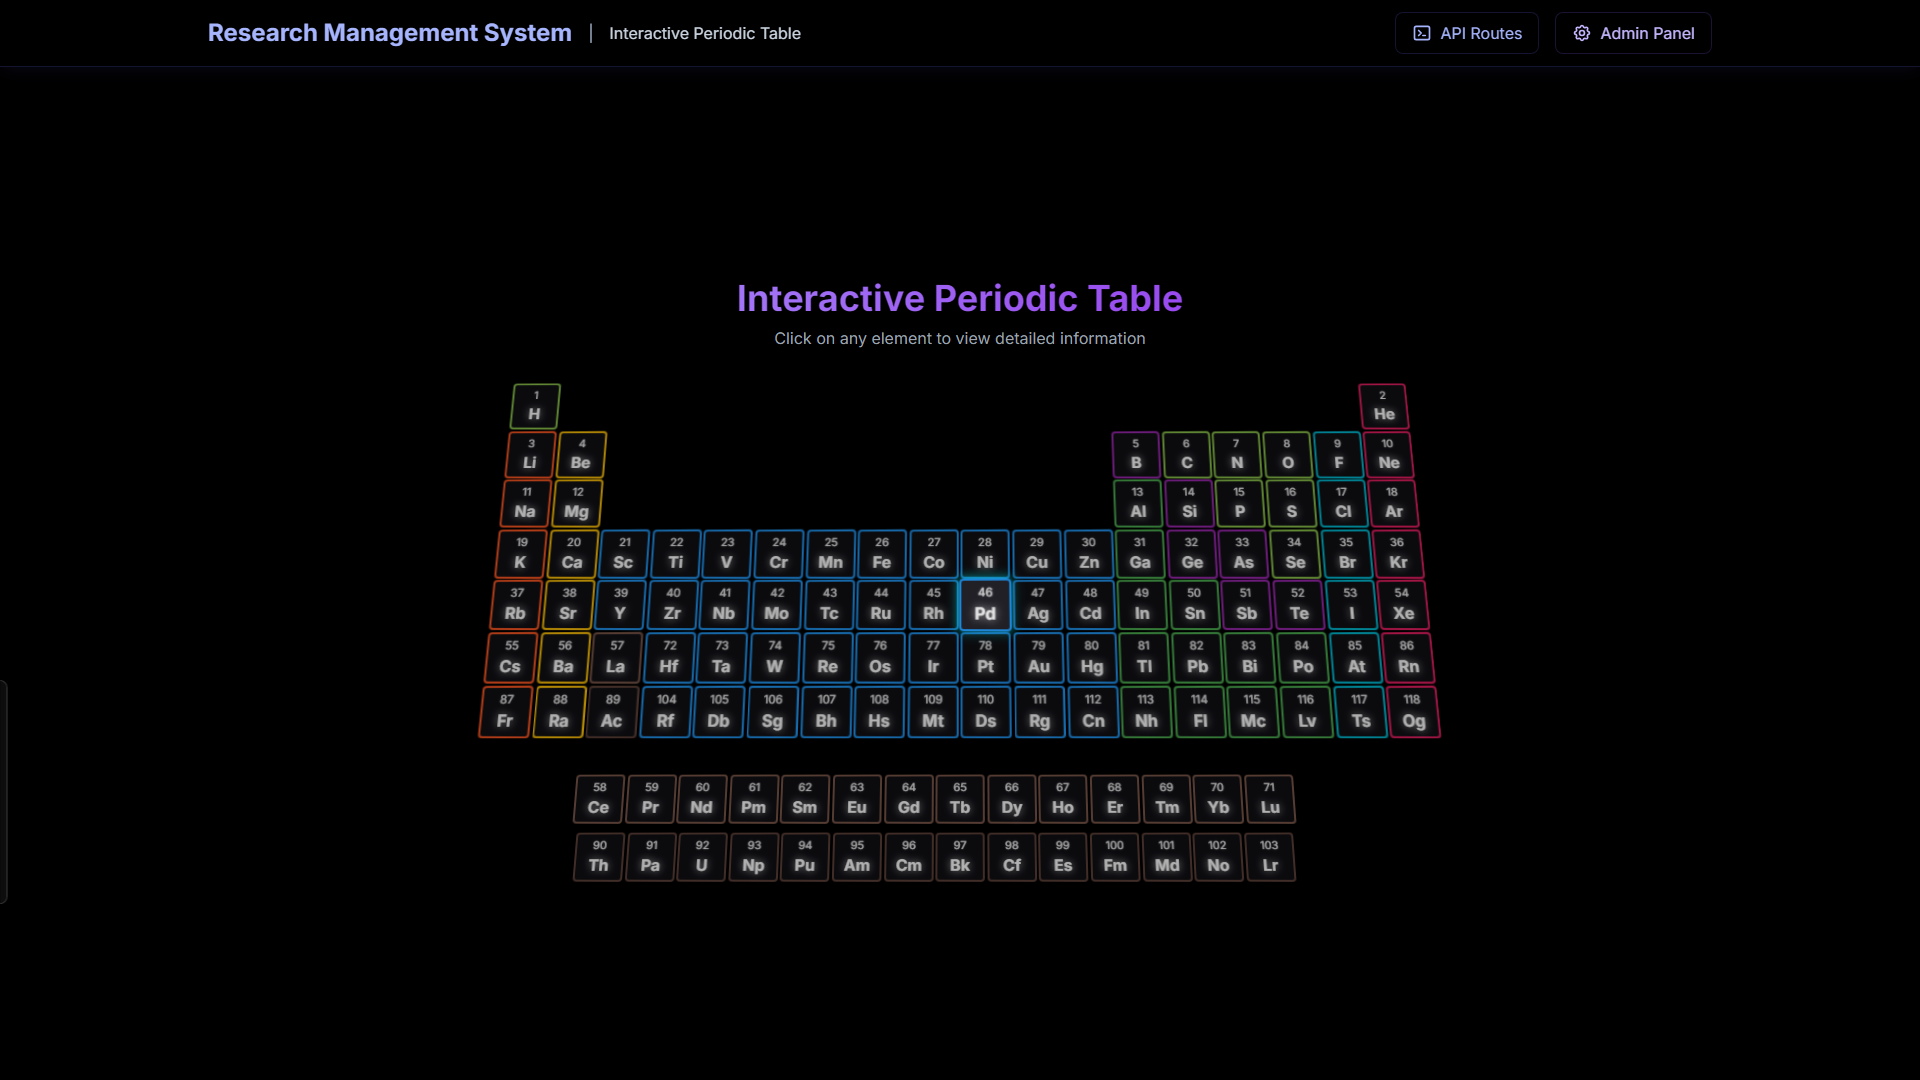 Research Management System | Interactive Periodic Table API Routes Admin Panel
Interactive Periodic Table
Click on any element to view detailed information
1 2
H He
3 4 5 6 7 8 9 10
Li Be B C N O F Ne
11 12 13 14 15 16 17 18
Na Mg Al Si P S Cl Ar
19 20 21 22 23 24 25 26 27 28 29 30 31 32 33 34 35 36
K Ca Sc Ti V Cr Mn Fe Co Ni Cu Zn Ga Ge As Se Br Kr
37 38 39 40 41 42 43 44 45 46 47 48 49 50 51 52 53 54
Rb Sr Y Zr Nb Mo Tc Ru Rh Pd Ag Cd In Sn Sb Te I Xe
55 56 57 72 73 74 75 76 77 78 79 80 81 82 83 84 85 86
Cs Ba La Hf Ta W Re Os Ir Pt Au Hg Tl Pb Bi Po At Rn
87 88 89 104 105 106 107 108 109 110 111 112 113 114 115 116 117 118
Fr Ra Ac Rf Db Sg Bh Hs Mt Ds Rg Cn Nh Fl Mc Lv Ts Og
58 59 60 61 62 63 64 65 66 67 68 69 70 71
Ce Pr Nd Pm Sm Eu Gd Tb Dy Ho Er Tm Yb Lu
90 91 92 93 94 95 96 97 98 99 100 101 102 103
Th Pa U Np Pu Am Cm Bk Cf Es Fm Md No Lr